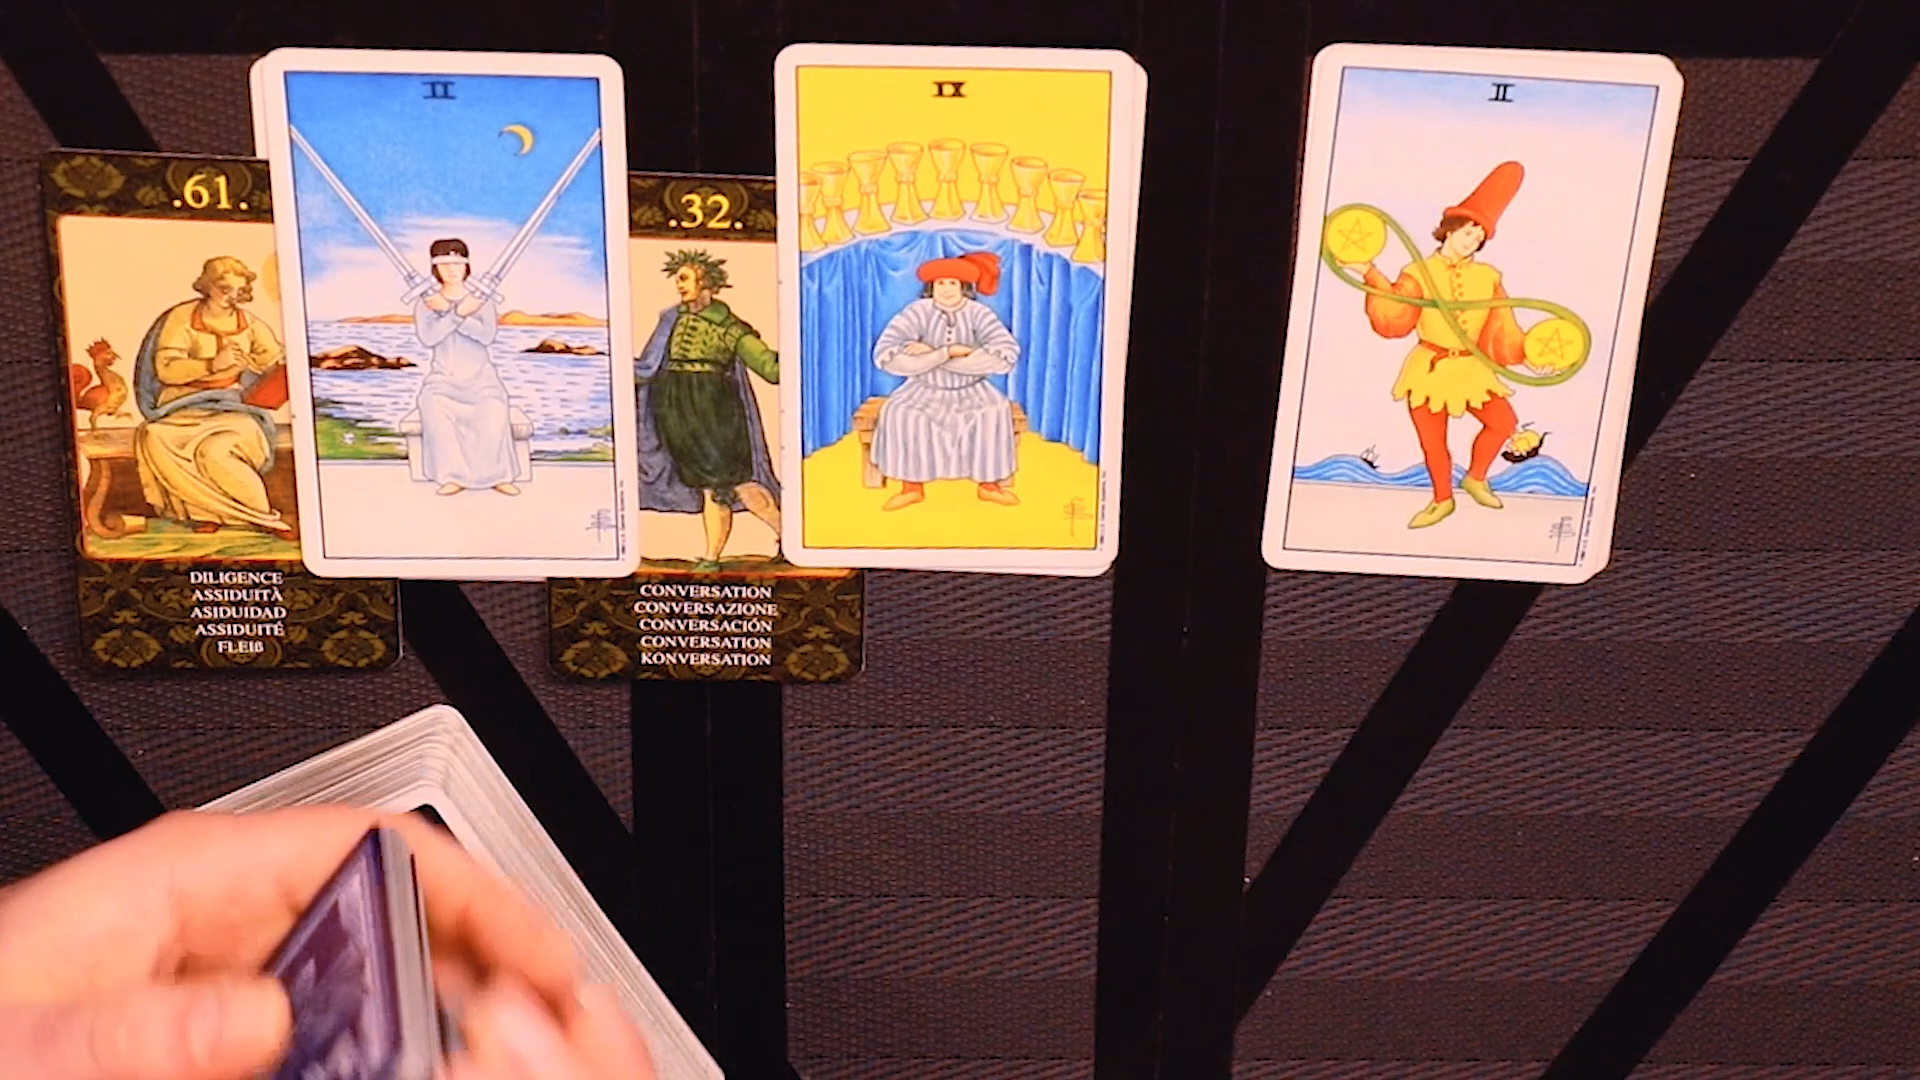 II
IX
II
.61.
.32.
DILIGENCE
ASSIDUITÀ
ASIDUIDAD
ASSIDUITÉ
FLEIß
CONVERSATION
CONVERSAZIONE
CONVERSACIÓN
CONVERSATION
KONVERSATION